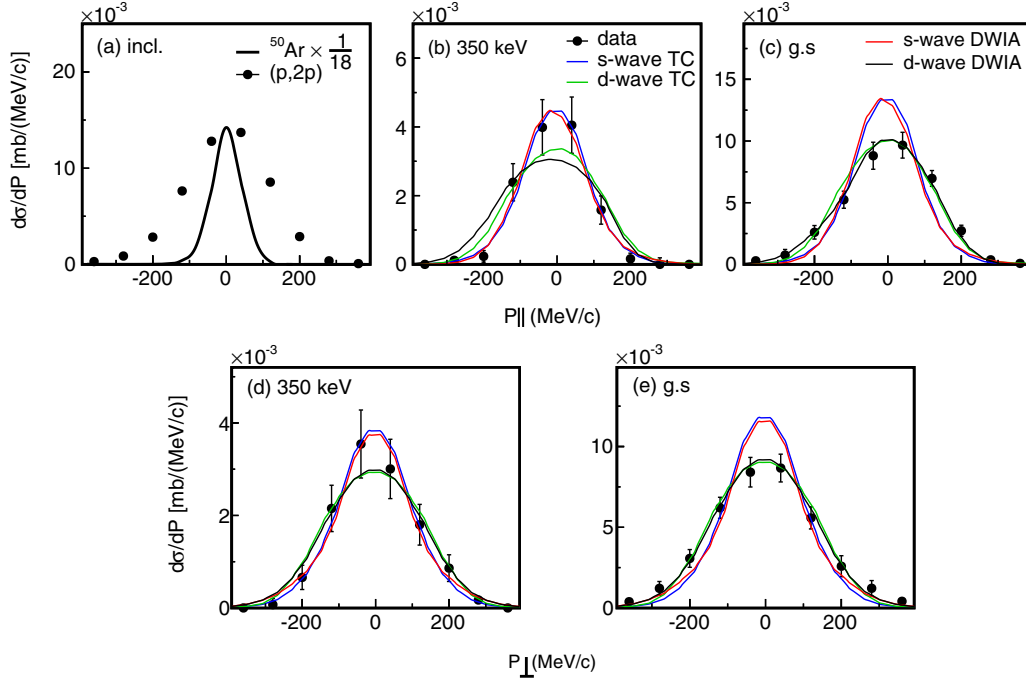 ×10⁻³
(a) incl.
⁵⁰Ar × 1/18
(p,2p)
20
10
0
-200 0 200
dσ/dP [mb/(MeV/c)]
(b) 350 keV
data
s-wave TC
d-wave TC
6
4
2
0
-200 0 200
×10⁻³
(c) g.s
s-wave DWIA
d-wave DWIA
15
10
5
0
-200 0 200
P|| (MeV/c)
×10⁻³
(d) 350 keV
4
2
0
-200 0 200
dσ/dP [mb/(MeV/c)]
×10⁻³
(e) g.s
10
5
0
-200 0 200
P⊥(MeV/c)